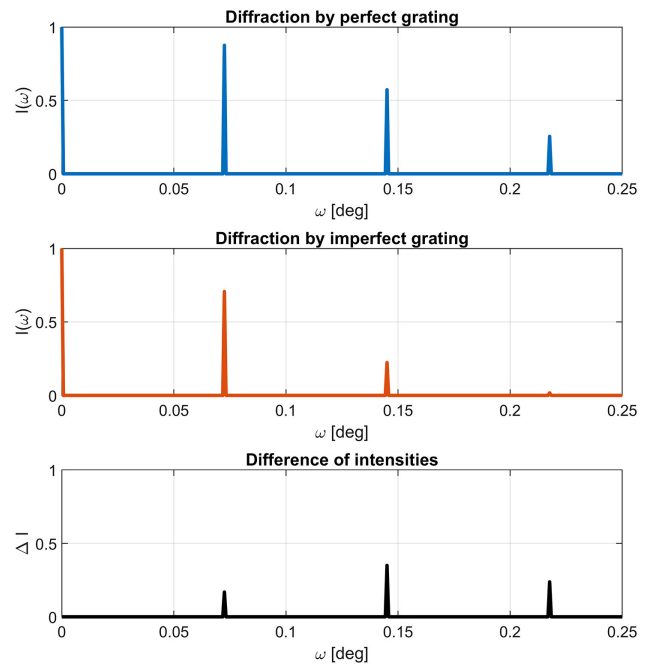 Diffraction by perfect grating
1
0.5
0
I(ω)
0 0.05 0.1 0.15 0.2 0.25
ω [deg]
Diffraction by imperfect grating
1
0.5
0
I(ω)
0 0.05 0.1 0.15 0.2 0.25
ω [deg]
Difference of intensities
1
0.5
0
Δ I
0 0.05 0.1 0.15 0.2 0.25
ω [deg]